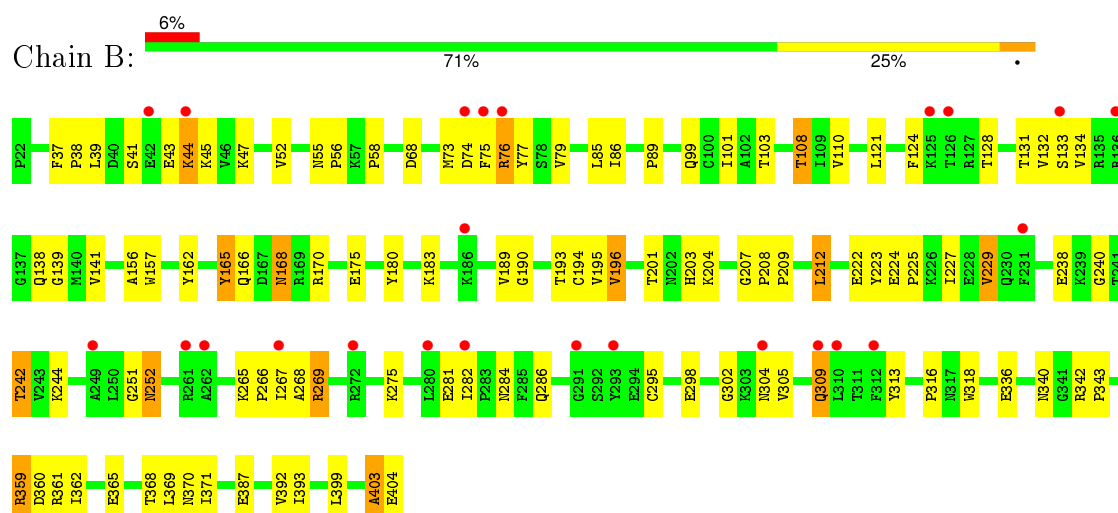 6%
Chain B:
71%
25%
P22 F37 P38 L39 D40 S41 E42 E43 K44 K45 V46 K47 V52 N55 P56 K57 P58 D68 M73 D74 F75 R76 Y77 S78 V79 L85 I86 P89 Q99 C100 I101 A102 T103 T108 I109 V110 L121 F124 K125 T126 R127 T128 T131 V132 S133 V134 R135 R136
G137 Q138 G139 M140 V141 A156 W157 Y162 Y165 Q166 D167 N168 R169 R170 E175 Y180 K183 K186 V189 G190 T193 C194 V195 V196 T201 N202 H203 K204 G207 P208 P209 L212 E222 Y223 E224 P225 K226 I227 E228 V229 Q230 F231 E238 K239 G240 T241
T242 V243 K244 A249 L250 G251 N252 R261 A262 K265 P266 I267 A268 R269 R272 K275 L280 E281 I282 P283 N284 F285 Q286 G291 S292 Y293 E294 C295 E298 G302 K303 N304 V305 Q309 L310 T311 F312 Y313 P316 N317 W318 E336 N340 G341 R342 P343
R359 D360 R361 I362 E365 T368 L369 N370 I371 E387 V392 I393 L399 A403 E404